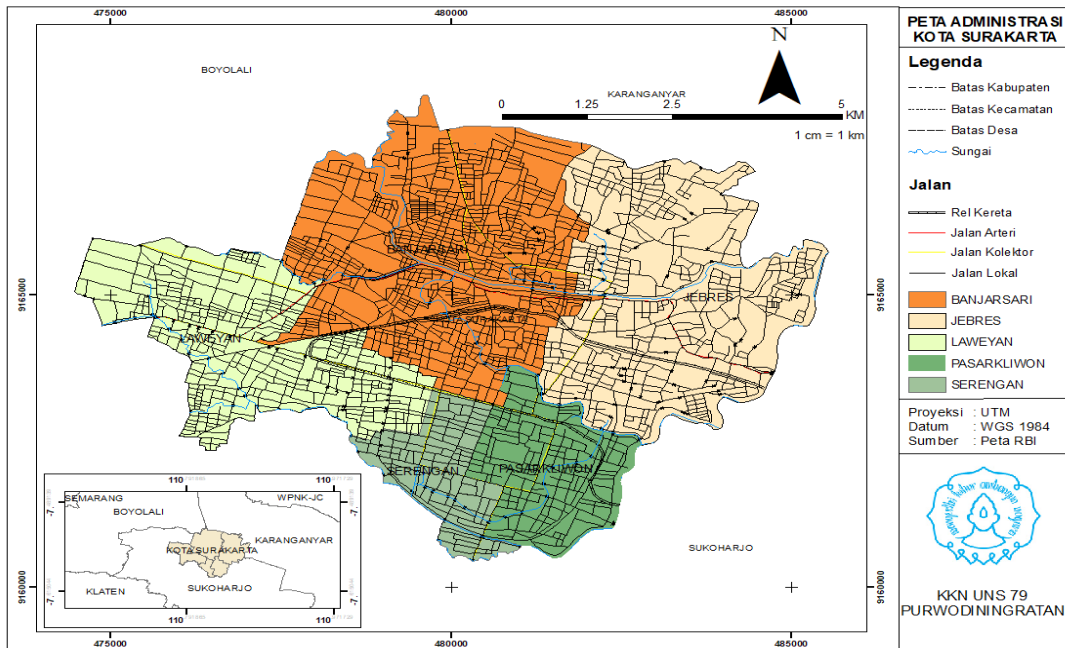 475000 480000 485000
BOYOLALI
KARANGANYAR
N
0 1.25 2.5 5
KM
1 cm = 1 km
BANJARSARI
JEBRES
LAWEYAN
SERENGAN
PASARKLIWON
SUKOHARJO
9165000
9160000
9165000
9160000
110 110
SEMARANG
WPNK-JC
BOYOLALI
KARANGANYAR
KOTA SURAKARTA
KLATEN
SUKOHARJO
110 110
475000 480000 485000
PETA ADMINISTRASI
KOTA SURAKARTA
Legenda
Batas Kabupaten
Batas Kecamatan
Batas Desa
Sungai
Jalan
Rel Kereta
Jalan Arteri
Jalan Kolektor
Jalan Lokal
BANJARSARI
JEBRES
LAWEYAN
PASARKLIWON
SERENGAN
Proyeksi : UTM
Datum : WGS 1984
Sumber : Peta RBI
KKN UNS 79
PURWODININGRATAN